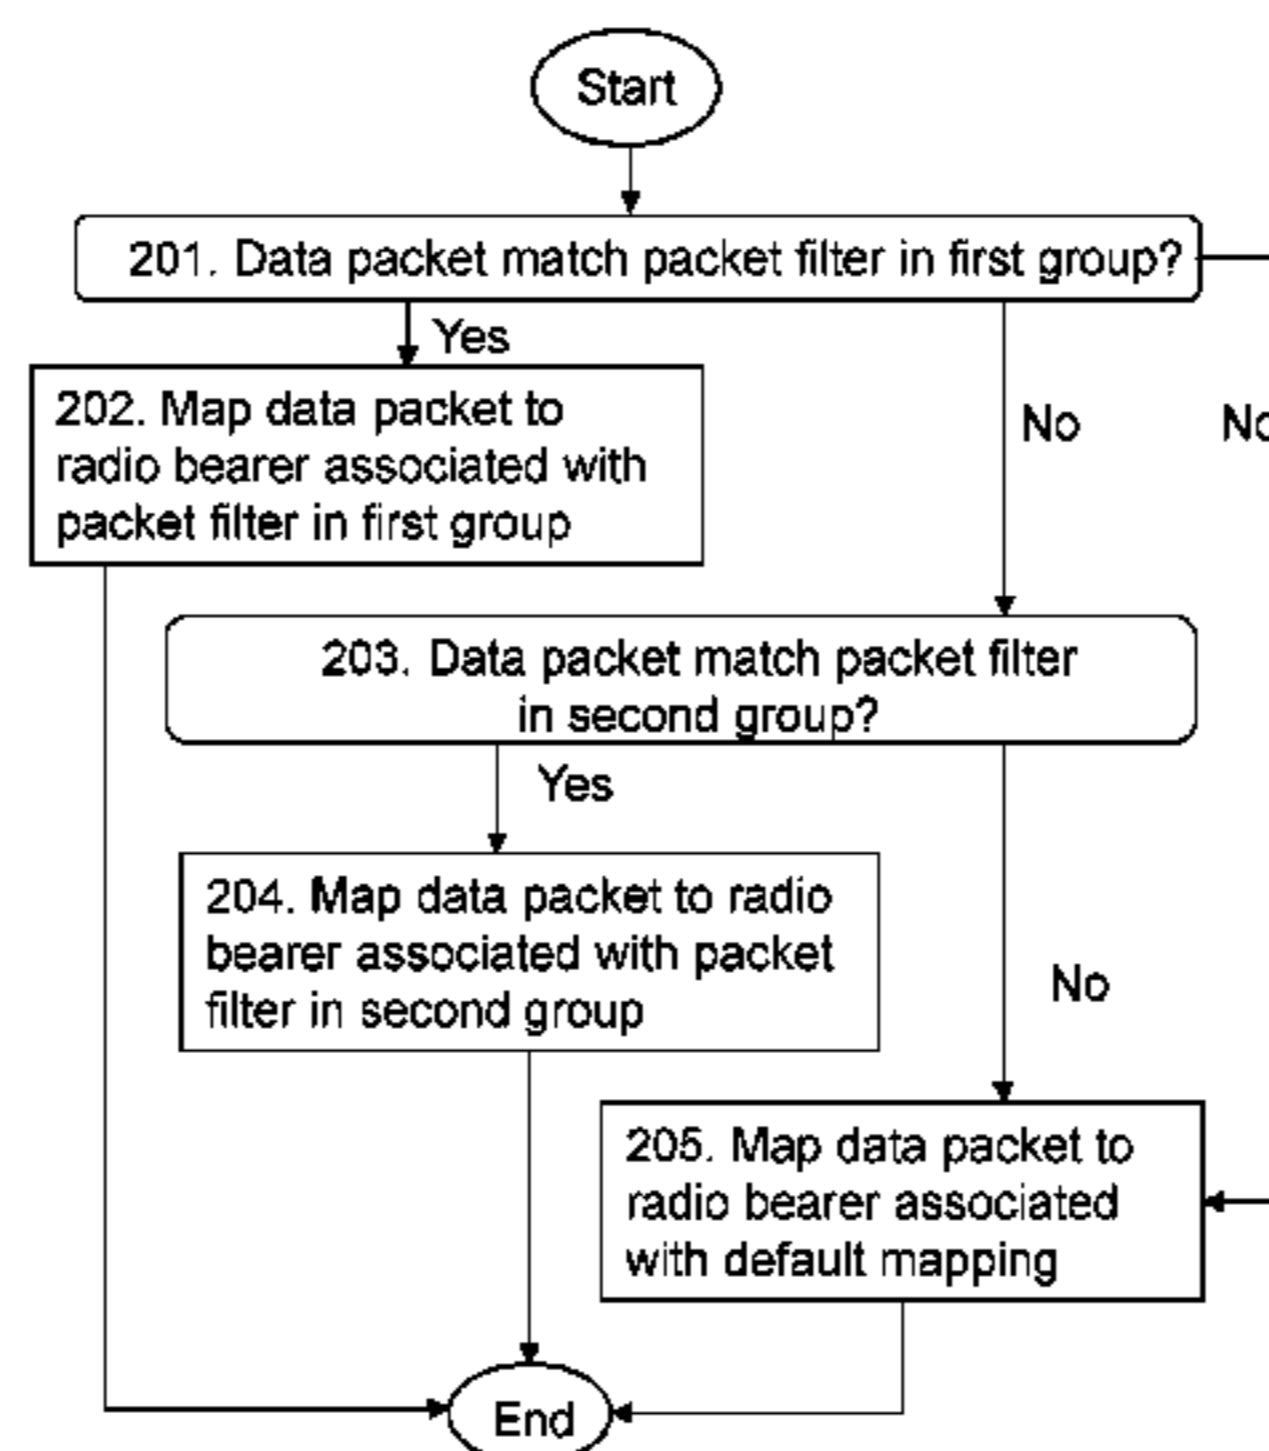 Start
201. Data packet match packet filter in first group?
Yes
202. Map data packet to
radio bearer associated with
packet filter in first group
No
No
203. Data packet match packet filter
in second group?
Yes
204. Map data packet to radio
bearer associated with packet
filter in second group
No
205. Map data packet to
radio bearer associated
with default mapping
End